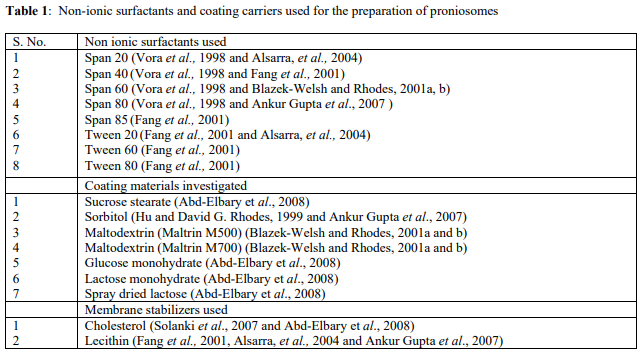 Table 1: Non-ionic surfactants and coating carriers used for the preparation of proniosomes
S. No. Non ionic surfactants used
1 Span 20 (Vora et al., 1998 and Alsarra, et al., 2004)
2 Span 40 (Vora et al., 1998 and Fang et al., 2001)
3 Span 60 (Vora et al., 1998 and Blazek-Welsh and Rhodes, 2001a, b)
4 Span 80 (Vora et al., 1998 and Ankur Gupta et al., 2007 )
5 Span 85 (Fang et al., 2001)
6 Tween 20 (Fang et al., 2001 and Alsarra, et al., 2004)
7 Tween 60 (Fang et al., 2001)
8 Tween 80 (Fang et al., 2001)
Coating materials investigated
1 Sucrose stearate (Abd-Elbary et al., 2008)
2 Sorbitol (Hu and David G. Rhodes, 1999 and Ankur Gupta et al., 2007)
3 Maltodextrin (Maltrin M500) (Blazek-Welsh and Rhodes, 2001a and b)
4 Maltodextrin (Maltrin M700) (Blazek-Welsh and Rhodes, 2001a and b)
5 Glucose monohydrate (Abd-Elbary et al., 2008)
6 Lactose monohydrate (Abd-Elbary et al., 2008)
7 Spray dried lactose (Abd-Elbary et al., 2008)
Membrane stabilizers used
1 Cholesterol (Solanki et al., 2007 and Abd-Elbary et al., 2008)
2 Lecithin (Fang et al., 2001, Alsarra, et al., 2004 and Ankur Gupta et al., 2007)